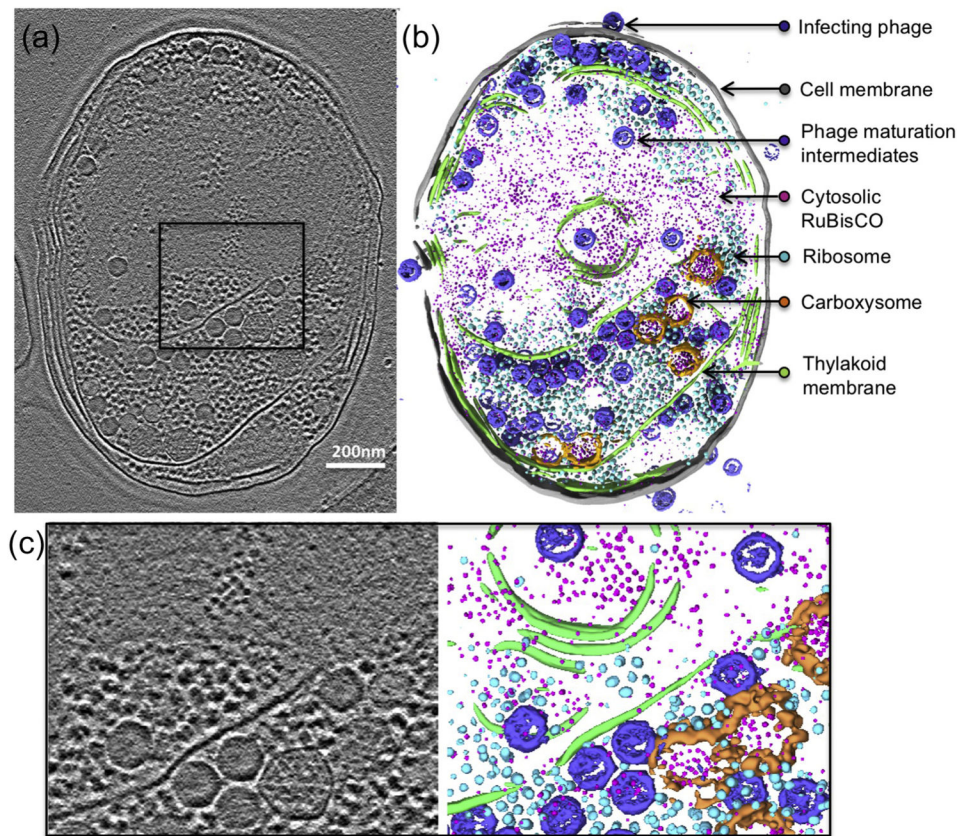 (a)
200nm
(b)
Infecting phage
Cell membrane
Phage maturation
intermediates
Cytosolic
RuBisCO
Ribosome
Carboxysome
Thylakoid
membrane
(c)